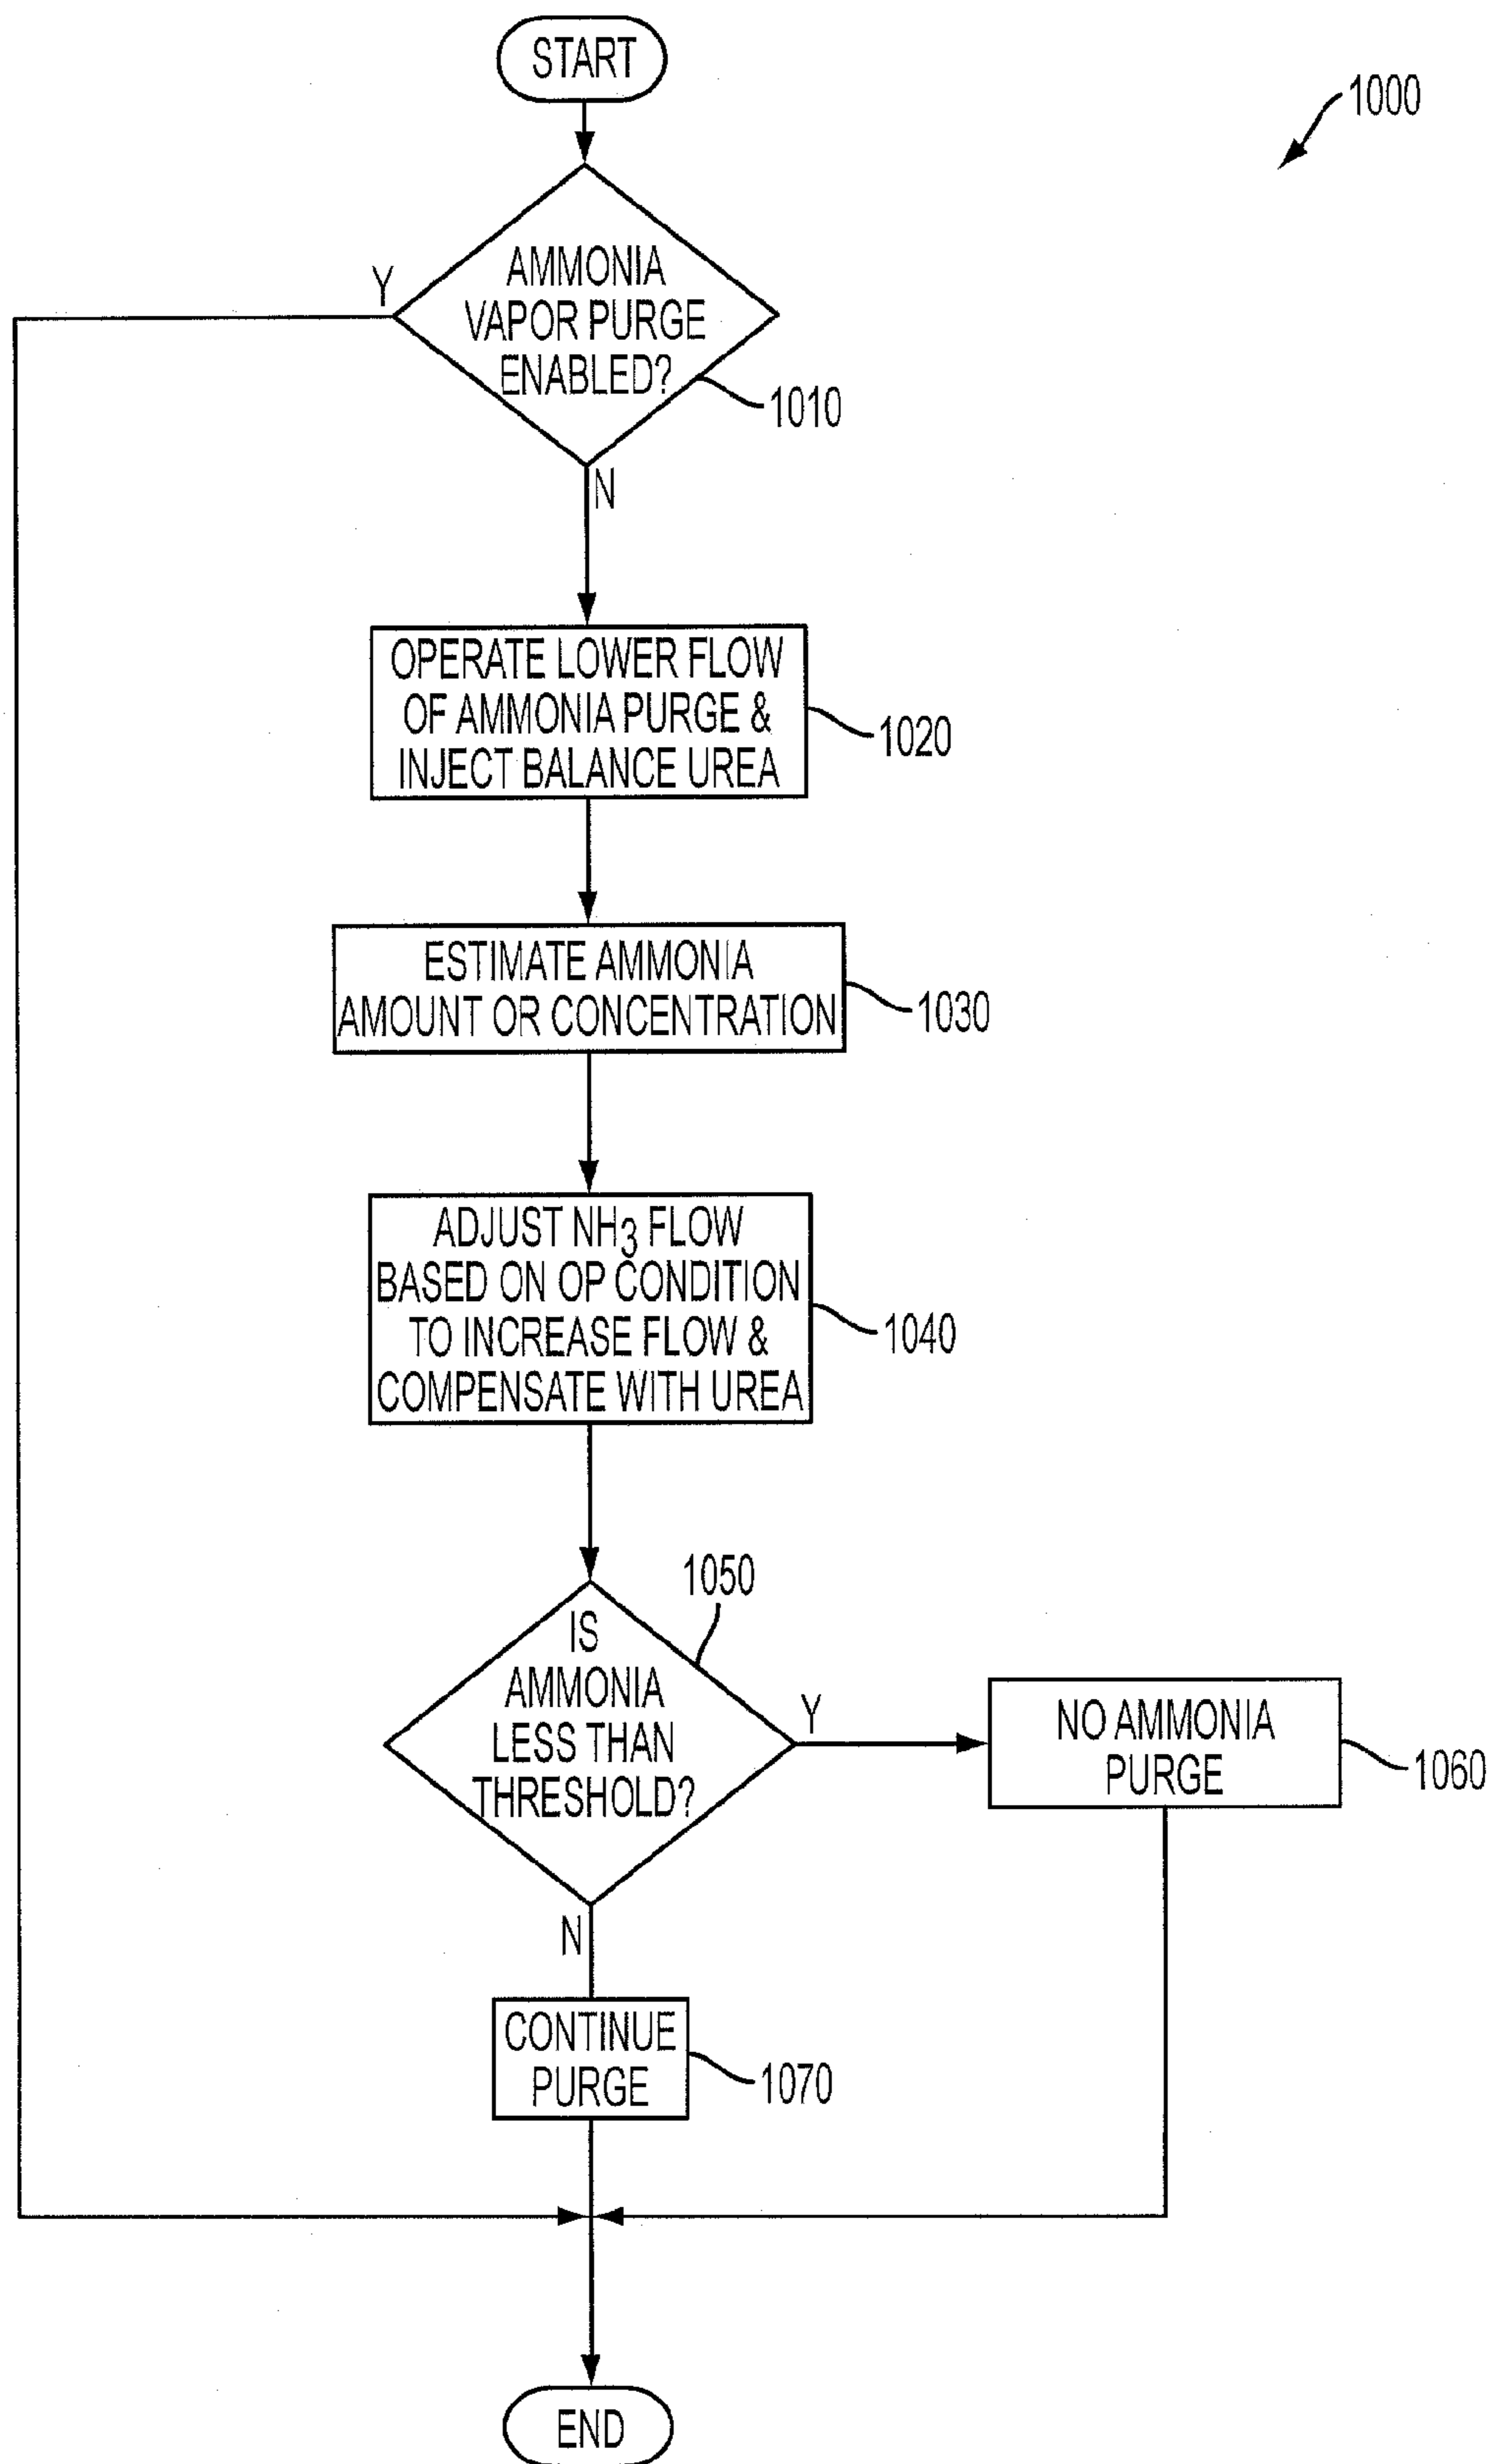 START
1000
Y
AMMONIA
VAPOR PURGE
ENABLED?
1010
N
OPERATE LOWER FLOW
OF AMMONIA PURGE &
INJECT BALANCE UREA
1020
ESTIMATE AMMONIA
AMOUNT OR CONCENTRATION
1030
ADJUST NH3 FLOW
BASED ON OP CONDITION
TO INCREASE FLOW &
COMPENSATE WITH UREA
1040
1050
IS
AMMONIA
LESS THAN
THRESHOLD?
Y
NO AMMONIA
PURGE
1060
N
CONTINUE
PURGE
1070
END